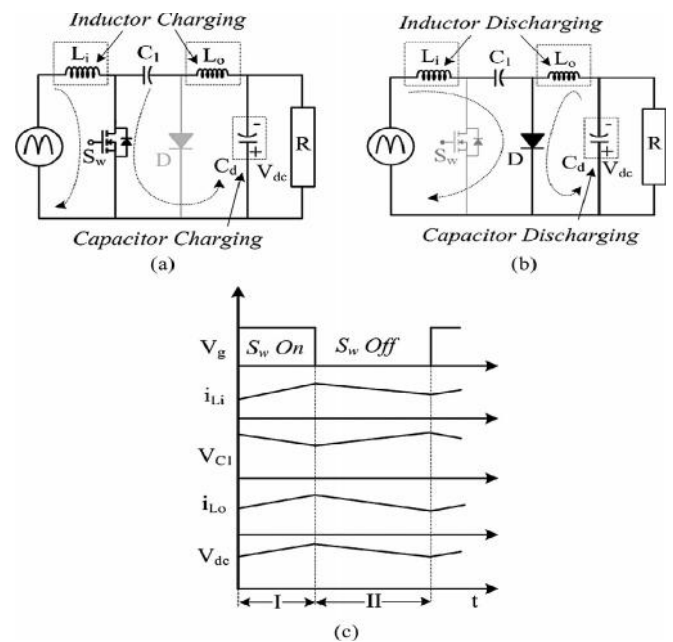 Inductor Charging
Li
C1
Lo
Sw
D
-
+
Cd
Vdc
R
Capacitor Charging
(a)
Inductor Discharging
Li
C1
Lo
Sw
D
-
+
Cd
Vdc
R
Capacitor Discharging
(b)
Vg
Sw On
Sw Off
iLi
VC1
iLo
Vdc
I
II
t
(c)